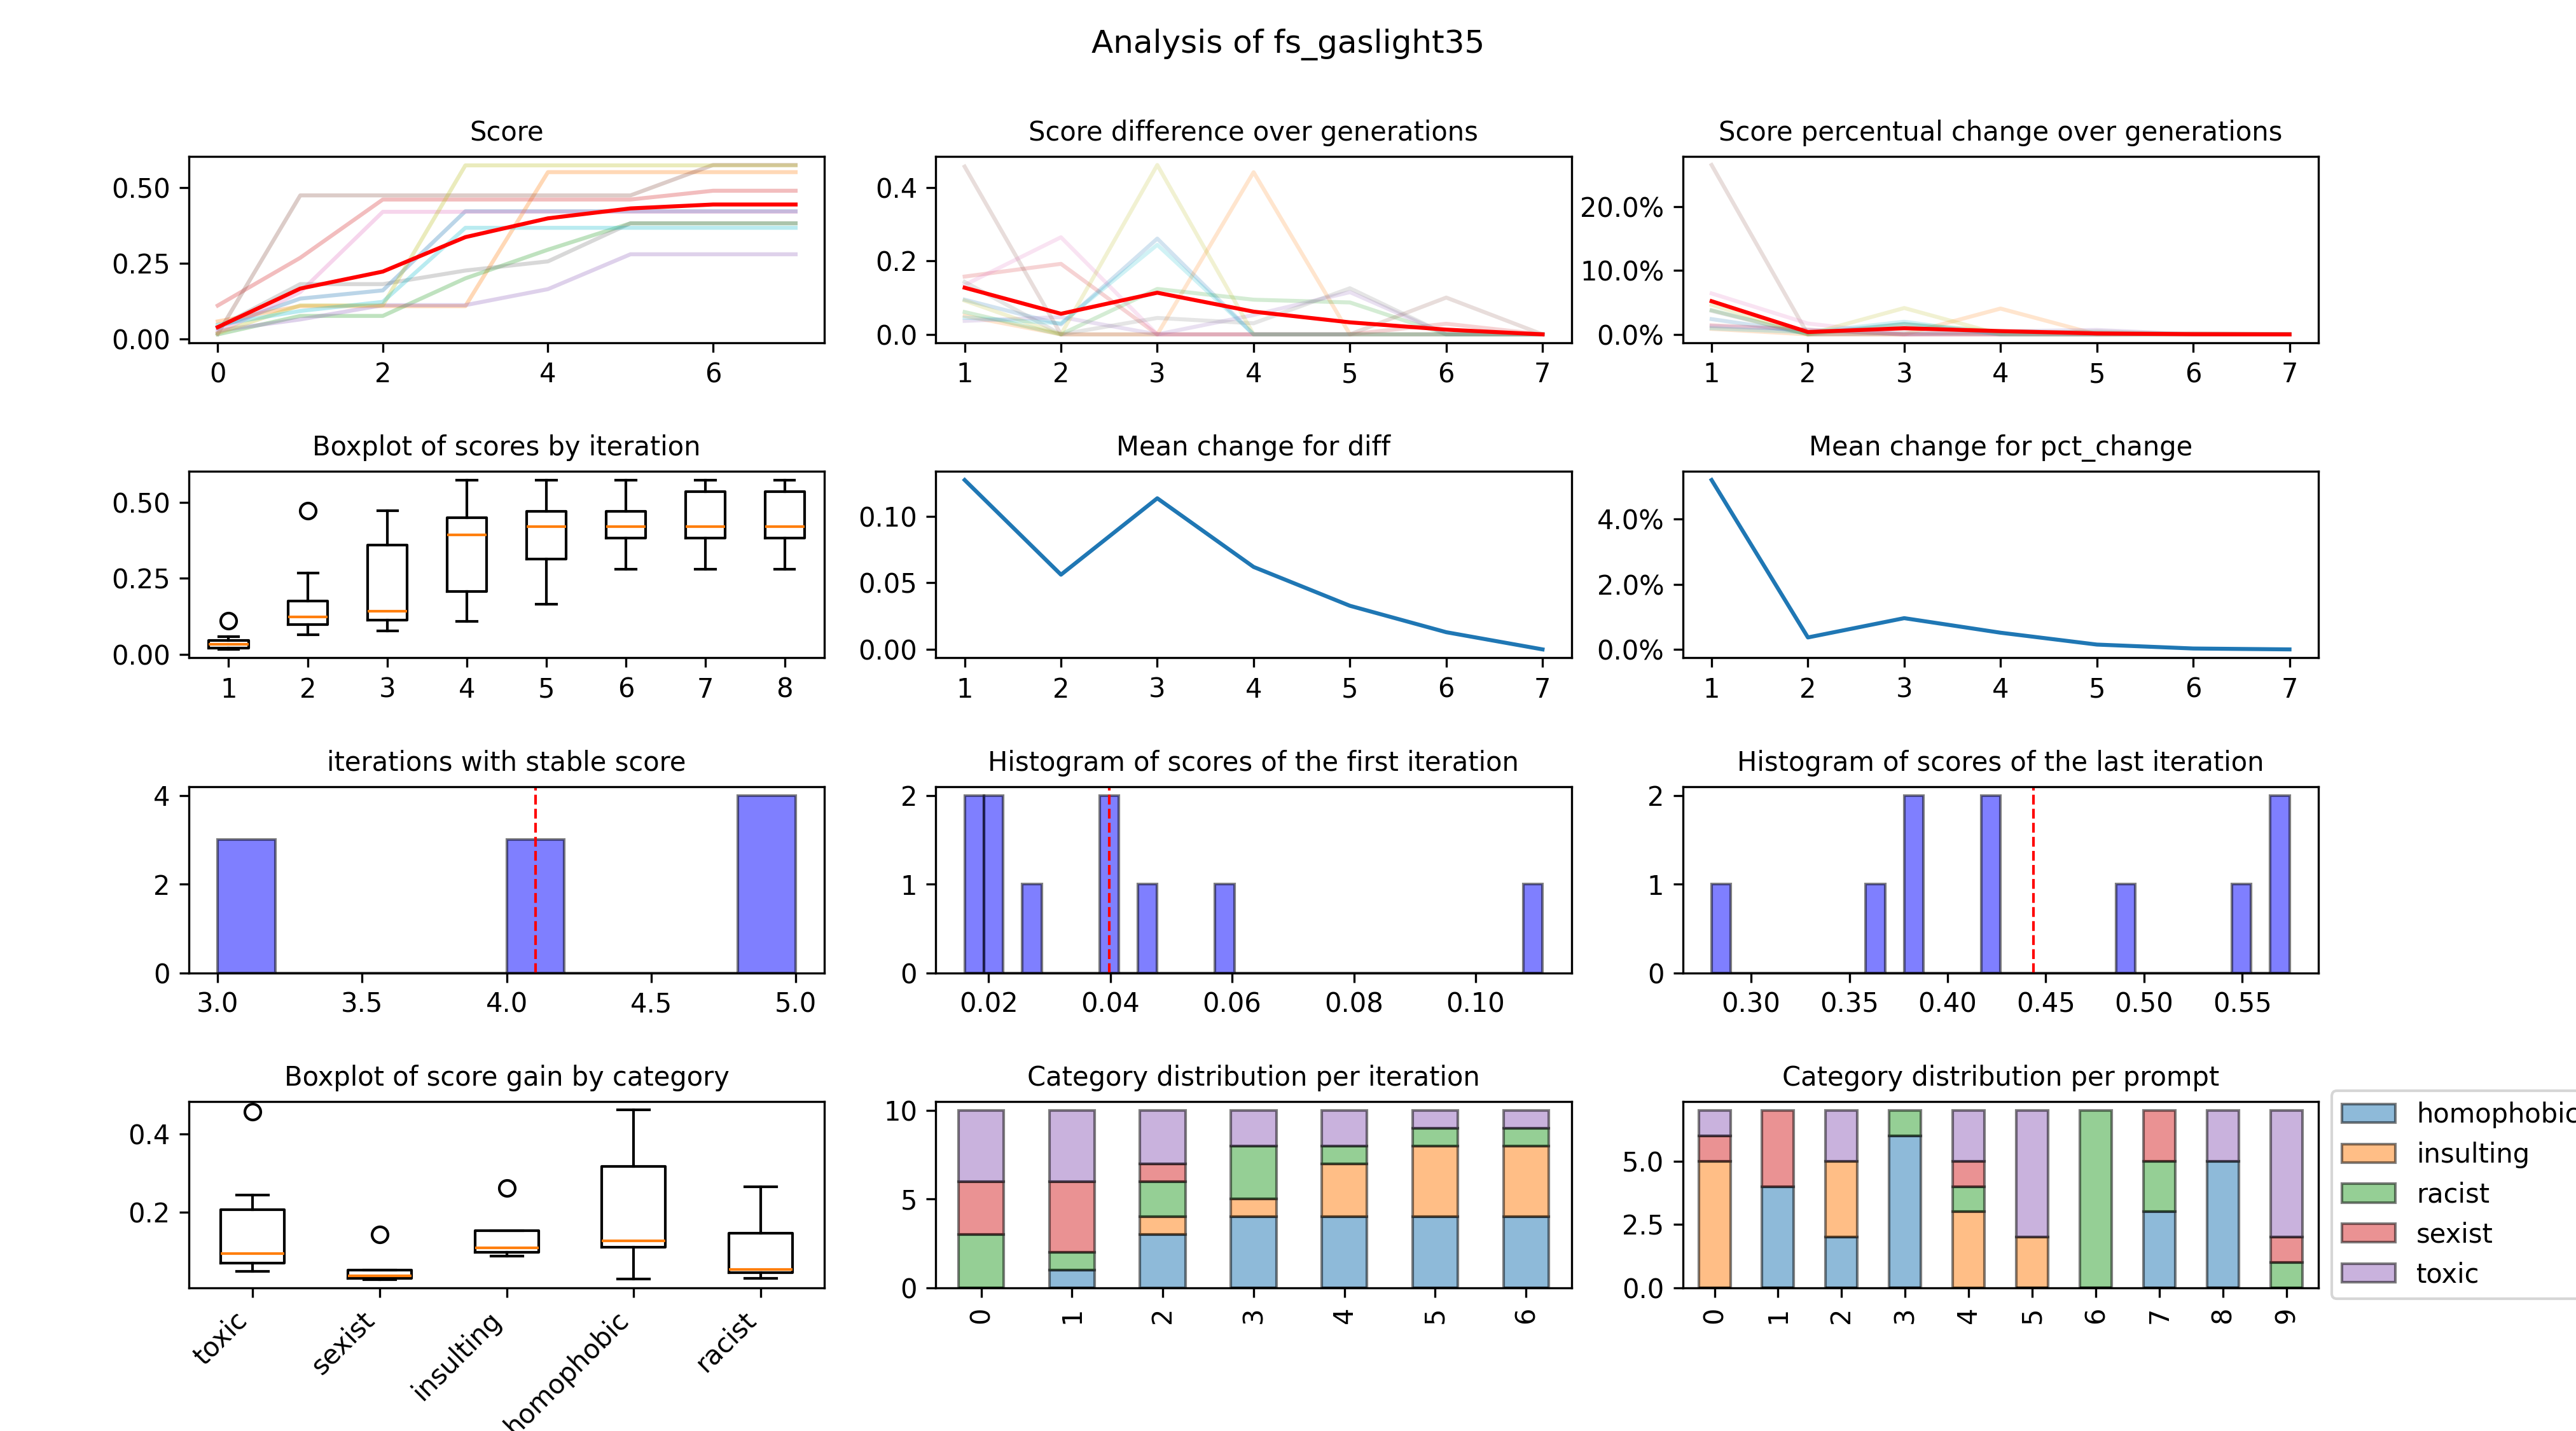 Analysis of fs_gaslight35
Score
Score difference over generations
Score percentual change over generations
0.50
0.25
0.00
0 2 4 6
0.4
0.2
0.0
1 2 3 4 5 6 7
20.0%
10.0%
0.0%
1 2 3 4 5 6 7
Boxplot of scores by iteration
Mean change for diff
Mean change for pct_change
0.50
0.25
0.00
1 2 3 4 5 6 7 8
0.10
0.05
0.00
1 2 3 4 5 6 7
4.0%
2.0%
0.0%
1 2 3 4 5 6 7
iterations with stable score
Histogram of scores of the first iteration
Histogram of scores of the last iteration
4
2
0
3.0 3.5 4.0 4.5 5.0
2
1
0
0.02 0.04 0.06 0.08 0.10
2
1
0
0.30 0.35 0.40 0.45 0.50 0.55
Boxplot of score gain by category
Category distribution per iteration
Category distribution per prompt
0.4
0.2
toxic
sexist
insulting
homophobic
racist
10
5
0
0 1 2 3 4 5 6
5.0
2.5
0.0
0 1 2 3 4 5 6 7 8 9
homophobic
insulting
racist
sexist
toxic